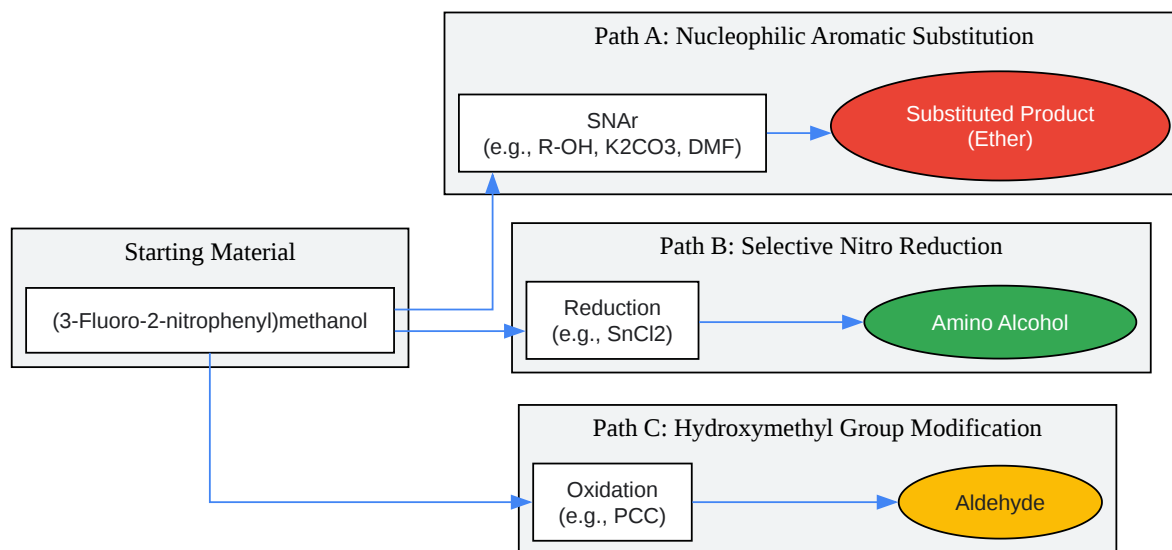 Path A: Nucleophilic Aromatic Substitution
SNAr
(e.g., R-OH, K2CO3, DMF)
Substituted Product
(Ether)
Starting Material
(3-Fluoro-2-nitrophenyl)methanol
Path B: Selective Nitro Reduction
Reduction
(e.g., SnCl2)
Amino Alcohol
Path C: Hydroxymethyl Group Modification
Oxidation
(e.g., PCC)
Aldehyde